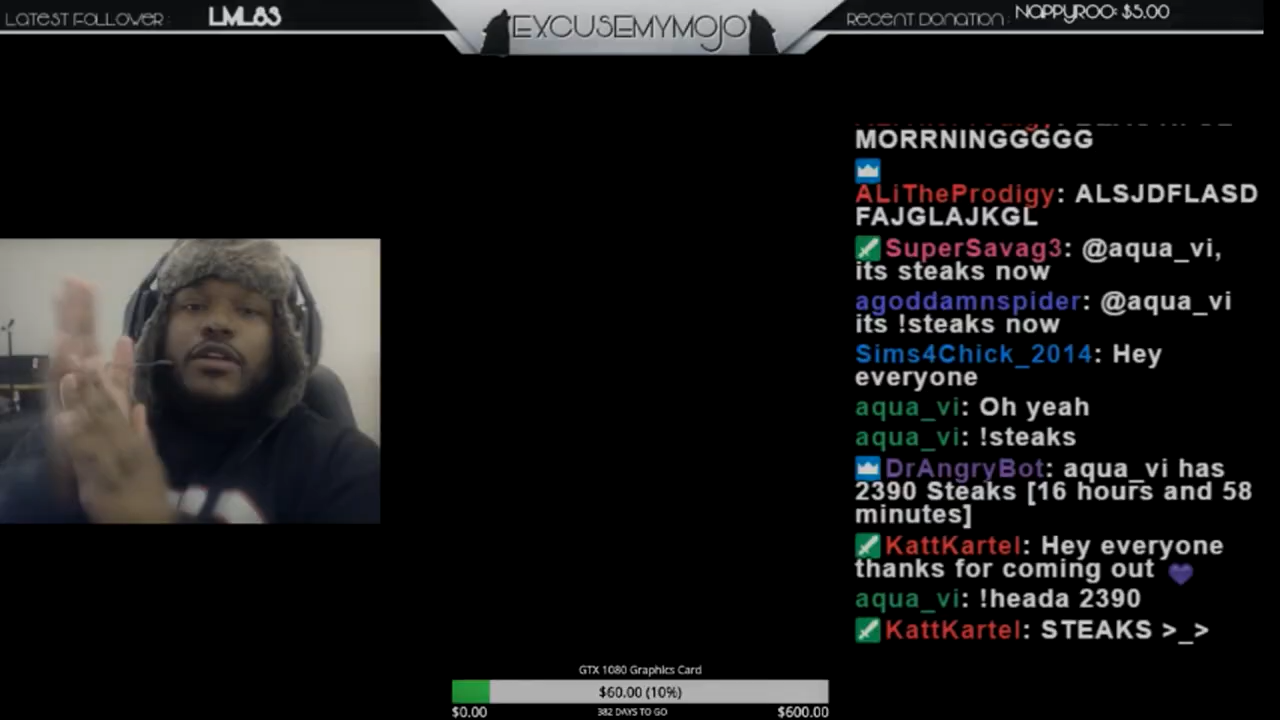 LATEST FOLLOWER : LML83
EXCUSEMYMOJO
RECENT DONATION : NAPPYROO: $5.00
MORRNINGGGGG
ALiTheProdigy: ALSJDFLASD
FAJGLAJKGL
SuperSavag3: @aqua_vi,
its steaks now
agoddamnspider: @aqua_vi
its !steaks now
Sims4Chick_2014: Hey
everyone
aqua_vi: Oh yeah
aqua_vi: !steaks
DrAngryBot: aqua_vi has
2390 Steaks [16 hours and 58
minutes]
KattKartel: Hey everyone
thanks for coming out
aqua_vi: !heada 2390
KattKartel: STEAKS >_>
GTX 1080 Graphics Card
$60.00 (10%)
$0.00 382 DAYS TO GO $600.00